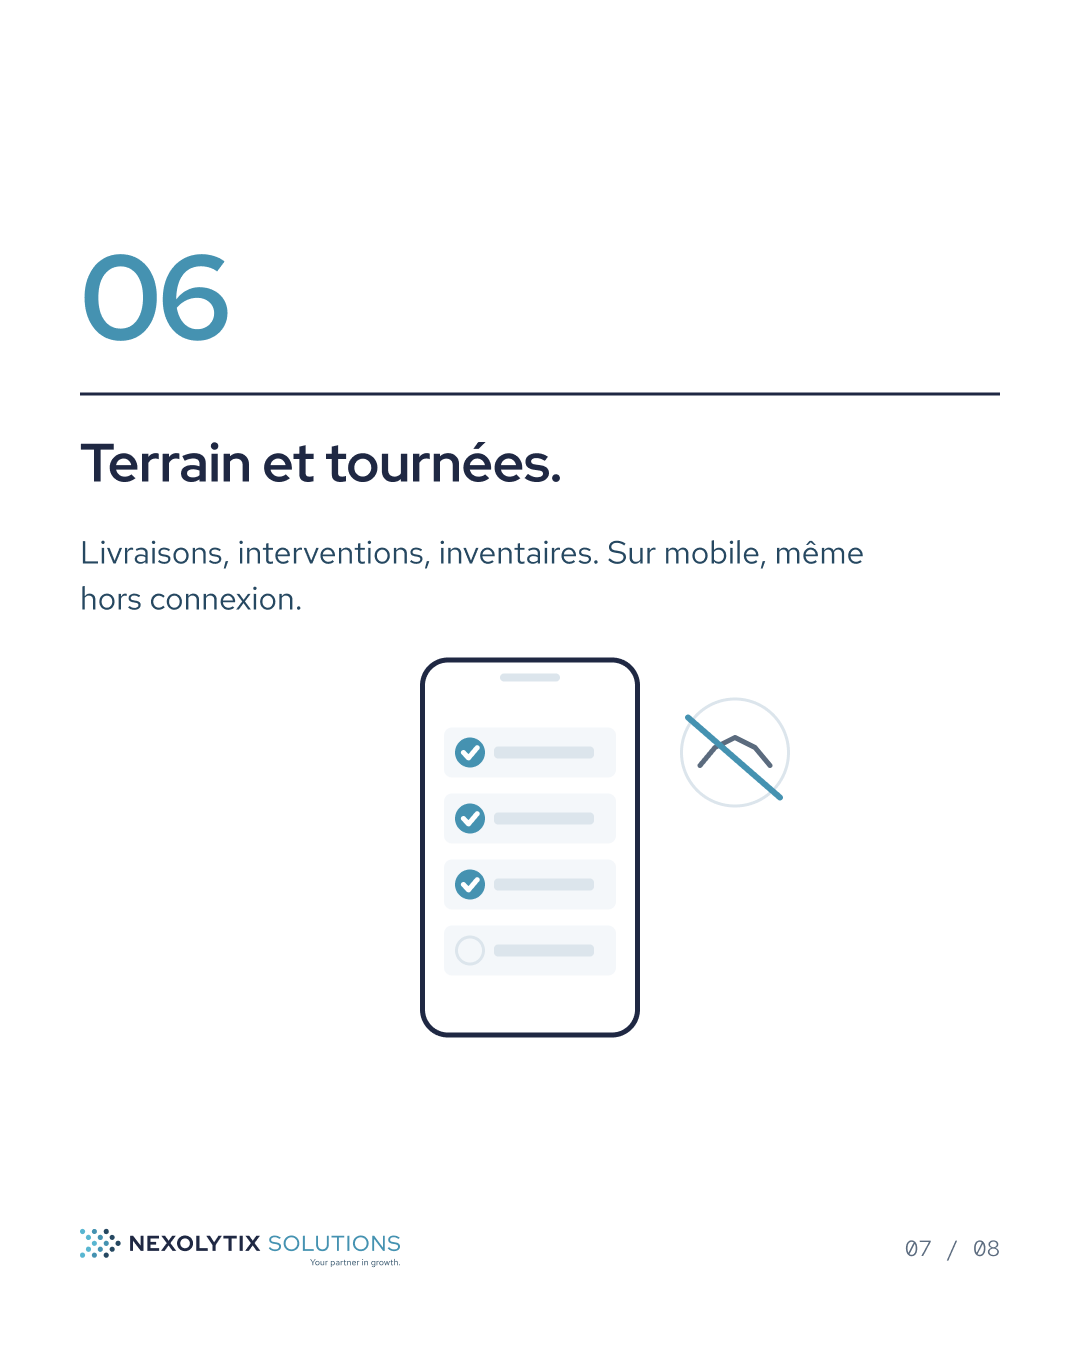 06
Terrain et tournées.
Livraisons, interventions, inventaires. Sur mobile, même
hors connexion.
NEXOLYTIX SOLUTIONS
Your partner in growth.
07 / 08